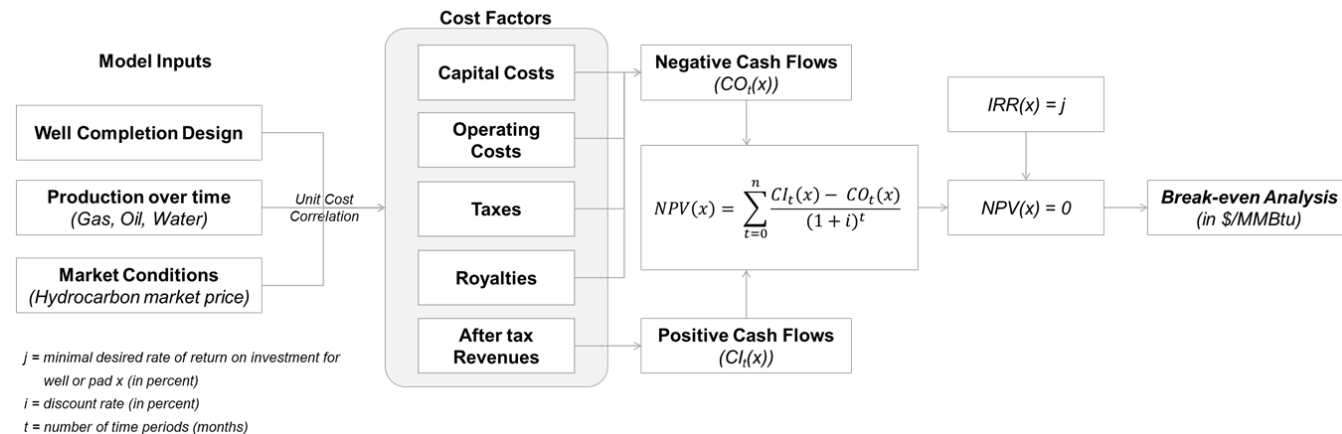 Cost Factors
Model Inputs
Well Completion Design
Production over time
(Gas, Oil, Water)
Market Conditions
(Hydrocarbon market price)
Unit Cost
Correlation
Capital Costs
Operating
Costs
Taxes
Royalties
After tax
Revenues
Negative Cash Flows
(CO_t(x))
NPV(x) = \sum_{t=0}^{n} \frac{CI_t(x) - CO_t(x)}{(1 + i)^t}
Positive Cash Flows
(CI_t(x))
IRR(x) = j
NPV(x) = 0
Break-even Analysis
(in $/MMBtu)
j = minimal desired rate of return on investment for
well or pad x (in percent)
i = discount rate (in percent)
t = number of time periods (months)